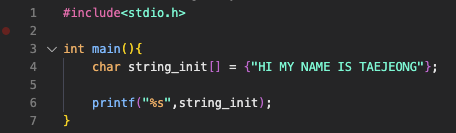 1 #include<stdio.h>
2
3 int main(){
4 char string_init[] = {"HI MY NAME IS TAEJEONG"};
5
6 printf("%s",string_init);
7 }